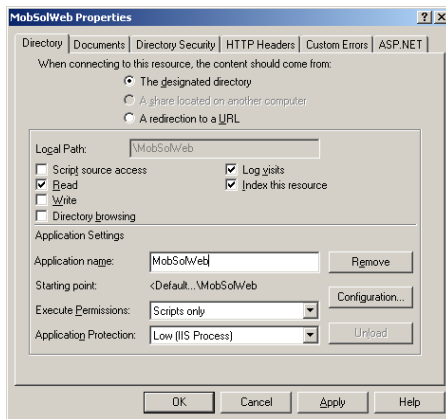 MobSolWeb Properties
Directory Documents Directory Security HTTP Headers Custom Errors ASP.NET
When connecting to this resource, the content should come from:
The designated directory
A share located on another computer
A redirection to a URL
Local Path: \MobSolWeb
Script source access Log visits
Read Index this resource
Write
Directory browsing
Application Settings
Application name: MobSolWeb Remove
Starting point: <Default...\MobSolWeb
Configuration...
Execute Permissions: Scripts only
Application Protection: Low (IIS Process) Unload
OK Cancel Apply Help